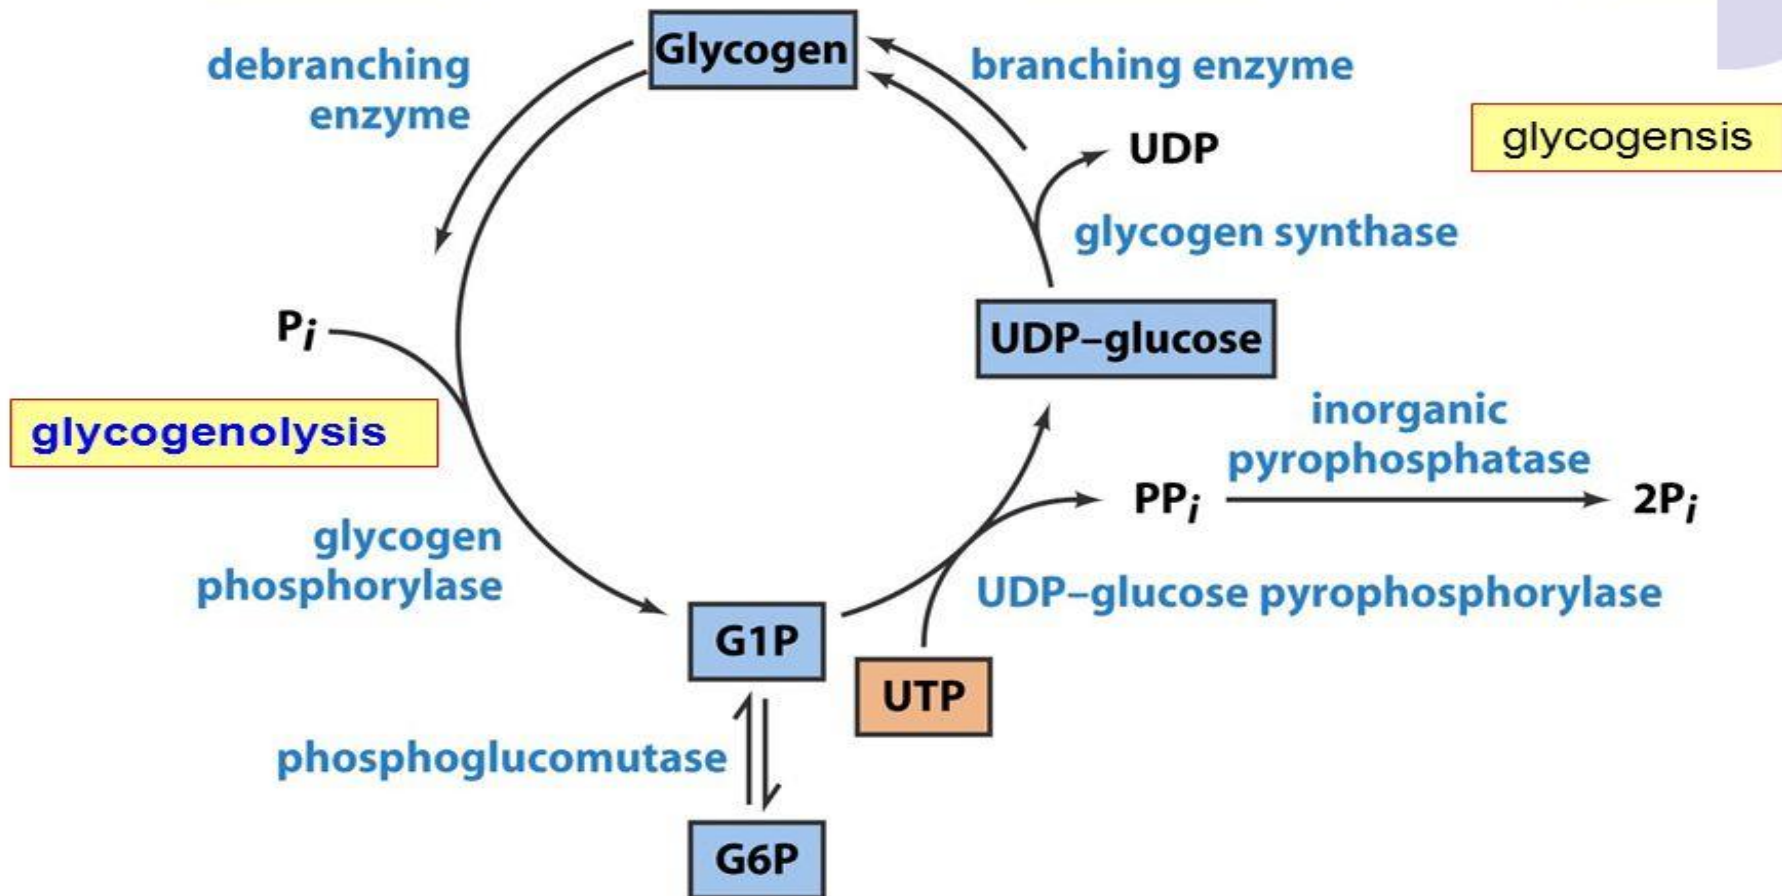 Glycogen
debranching
enzyme
branching enzyme
UDP
glycogensis
glycogen synthase
Pi
UDP–glucose
glycogenolysis
inorganic
pyrophosphatase
PPi
2Pi
glycogen
phosphorylase
UDP–glucose pyrophosphorylase
G1P
UTP
phosphoglucomutase
G6P